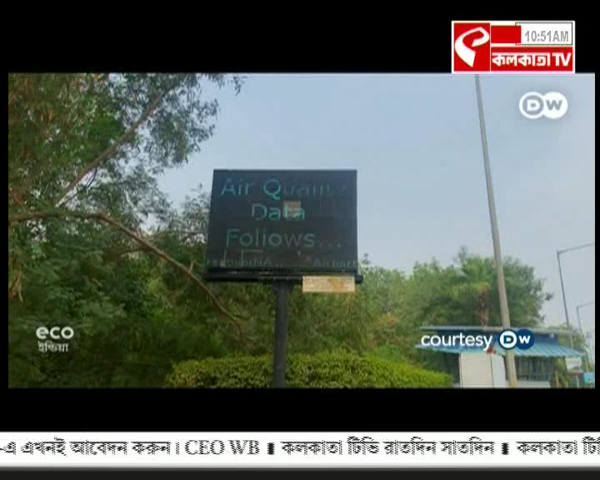 10:51AM
কলকাতা TV
DW
Air Quality
Data
Follows...
eco
ইন্ডিয়া
courtesy DW
-এ এখনই আবেদন করুন। CEO WB ∎ কলকাতা টিভি রাতদিন সাতদিন ∎ কলকাতা